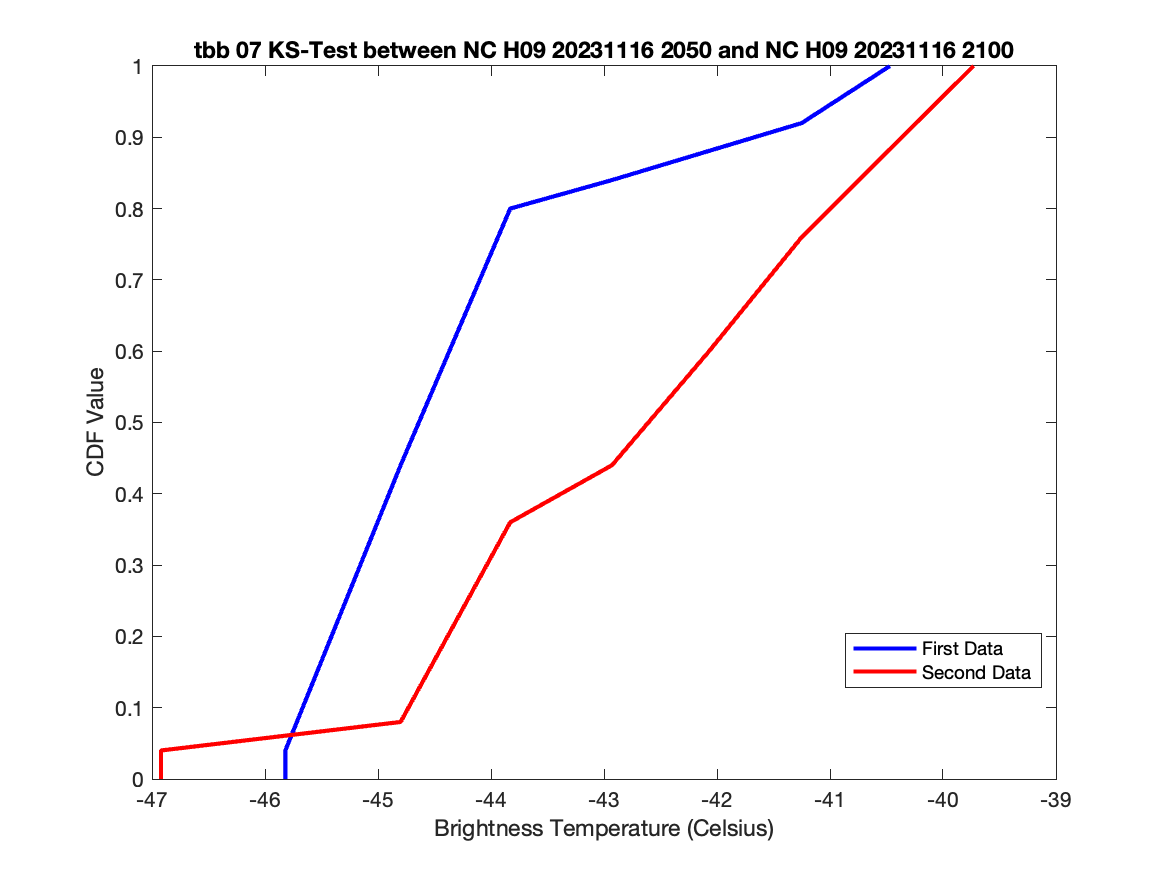 tbb 07 KS-Test between NC H09 20231116 2050 and NC H09 20231116 2100
1
0.9
0.8
0.7
0.6
0.5
0.4
0.3
0.2
0.1
0
CDF Value
First Data
Second Data
-47 -46 -45 -44 -43 -42 -41 -40 -39
Brightness Temperature (Celsius)